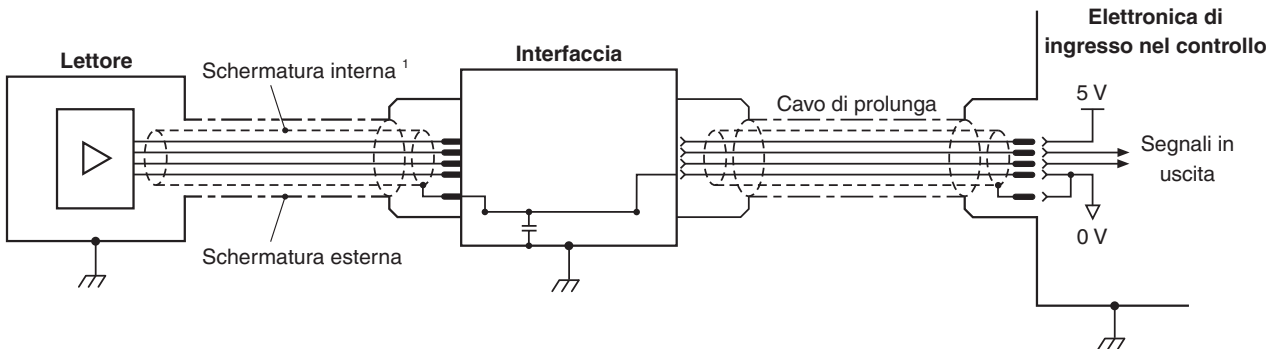 Elettronica di
ingresso nel controllo
Interfaccia
Lettore
Schermatura interna ¹
Cavo di prolunga
5 V
Segnali in
uscita
0 V
Schermatura esterna